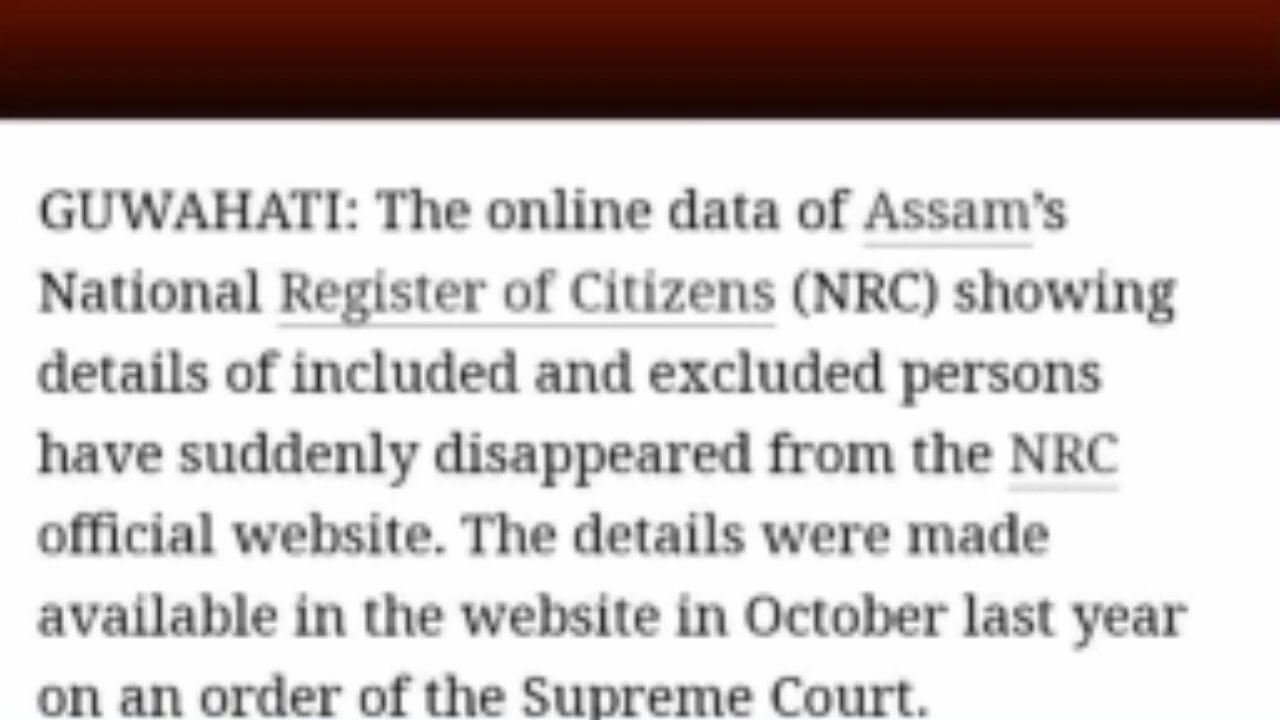 GUWAHATI: The online data of Assam’s
National Register of Citizens (NRC) showing
details of included and excluded persons
have suddenly disappeared from the NRC
official website. The details were made
available in the website in October last year
on an order of the Supreme Court.